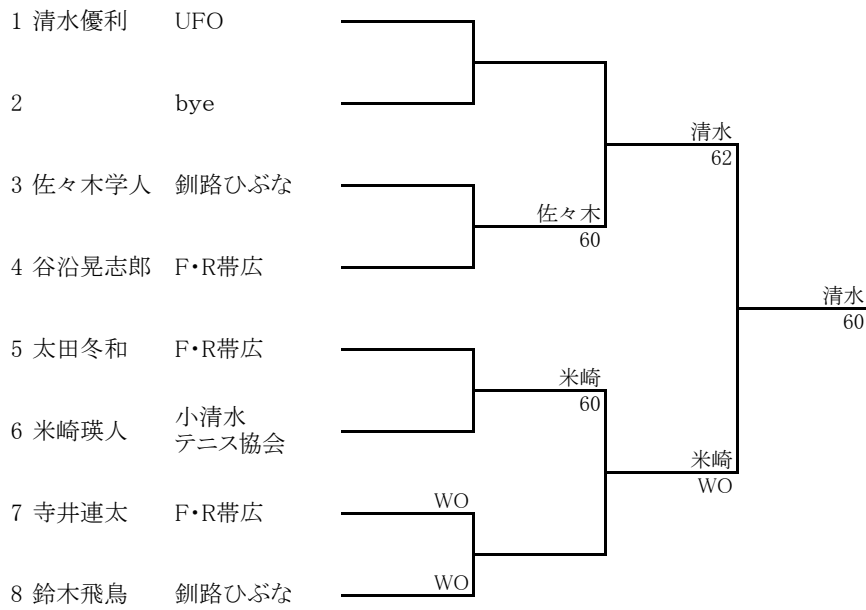 1 清水優利 UFO
2 bye
清水
62
3 佐々木学人 釧路ひぶな
佐々木
60
4 谷沿晃志郎 F・R帯広
清水
60
5 太田冬和 F・R帯広
米崎
60
6 米崎瑛人 小清水
テニス協会
米崎
WO
7 寺井連太 F・R帯広
WO
8 鈴木飛鳥 釧路ひぶな
WO